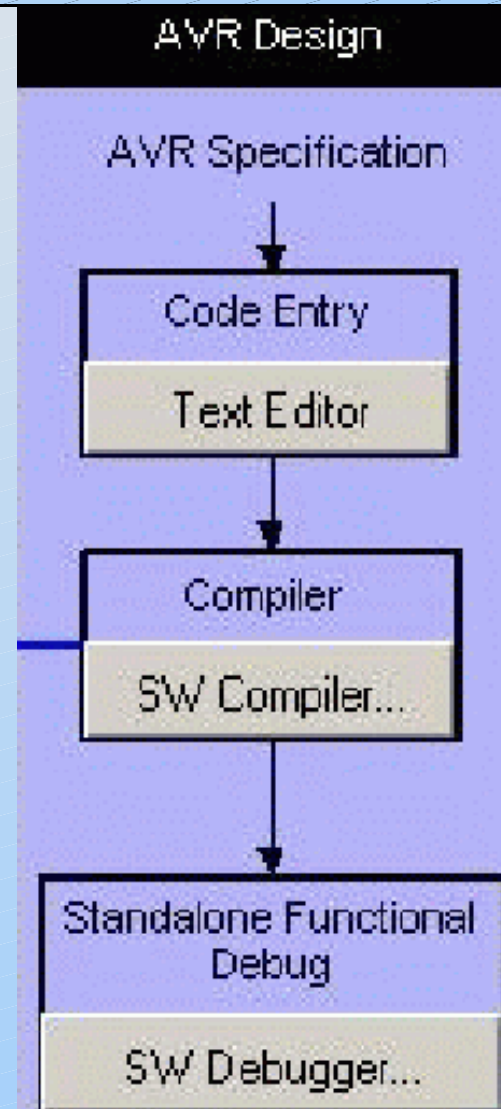 AVR Design
AVR Specification
Code Entry
Text Editor
Compiler
SW Compiler...
Standalone Functional
Debug
SW Debugger...